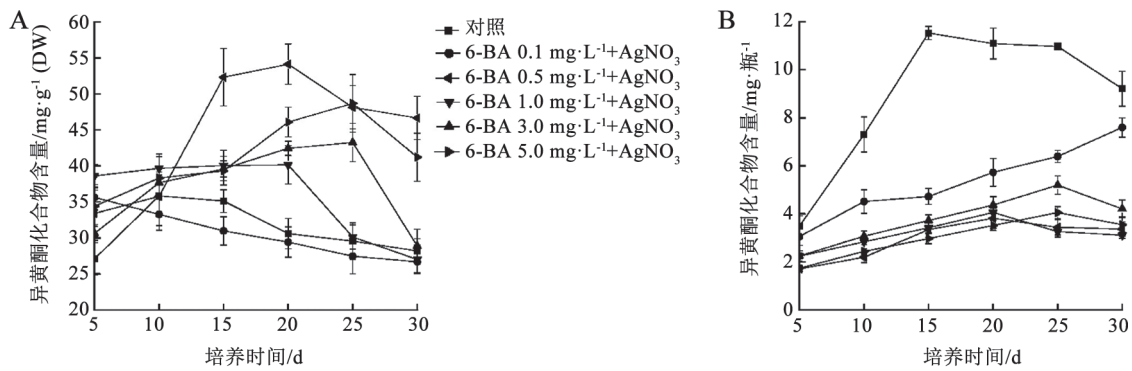 A
异黄酮化合物含量/mg·g⁻¹ (DW)
60
55
50
45
40
35
30
25
20
5 10 15 20 25 30
培养时间/d
对照
6-BA 0.1 mg·L⁻¹+AgNO₃
6-BA 0.5 mg·L⁻¹+AgNO₃
6-BA 1.0 mg·L⁻¹+AgNO₃
6-BA 3.0 mg·L⁻¹+AgNO₃
6-BA 5.0 mg·L⁻¹+AgNO₃
B
异黄酮化合物含量/mg·瓶⁻¹
12
10
8
6
4
2
0
5 10 15 20 25 30
培养时间/d